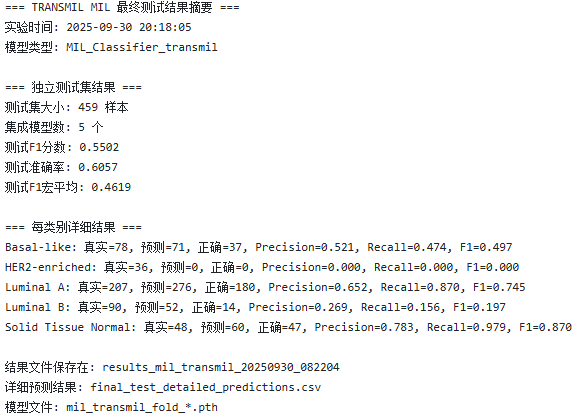 === TRANSMIL MIL 最终测试结果摘要 ===
实验时间: 2025-09-30 20:18:05
模型类型: MIL_Classifier_transmil
=== 独立测试集结果 ===
测试集大小: 459 样本
集成模型数: 5 个
测试F1分数: 0.5502
测试准确率: 0.6057
测试F1宏平均: 0.4619
=== 每类别详细结果 ===
Basal-like: 真实=78, 预测=71, 正确=37, Precision=0.521, Recall=0.474, F1=0.497
HER2-enriched: 真实=36, 预测=0, 正确=0, Precision=0.000, Recall=0.000, F1=0.000
Luminal A: 真实=207, 预测=276, 正确=180, Precision=0.652, Recall=0.870, F1=0.745
Luminal B: 真实=90, 预测=52, 正确=14, Precision=0.269, Recall=0.156, F1=0.197
Solid Tissue Normal: 真实=48, 预测=60, 正确=47, Precision=0.783, Recall=0.979, F1=0.870
结果文件保存在: results_mil_transmil_20250930_082204
详细预测结果: final_test_detailed_predictions.csv
模型文件: mil_transmil_fold_*.pth